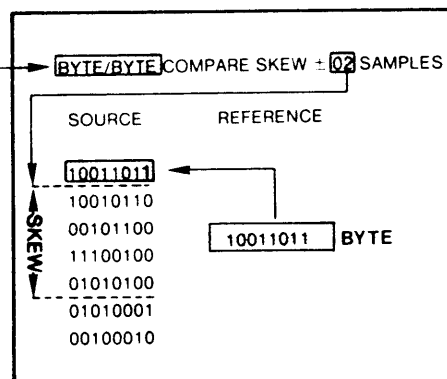 BYTE/BYTE COMPARE SKEW ± 02 SAMPLES
SOURCE REFERENCE
10011011
10010110
00101100
11100100
01010100
01010001
00100010
SKEW
10011011 BYTE